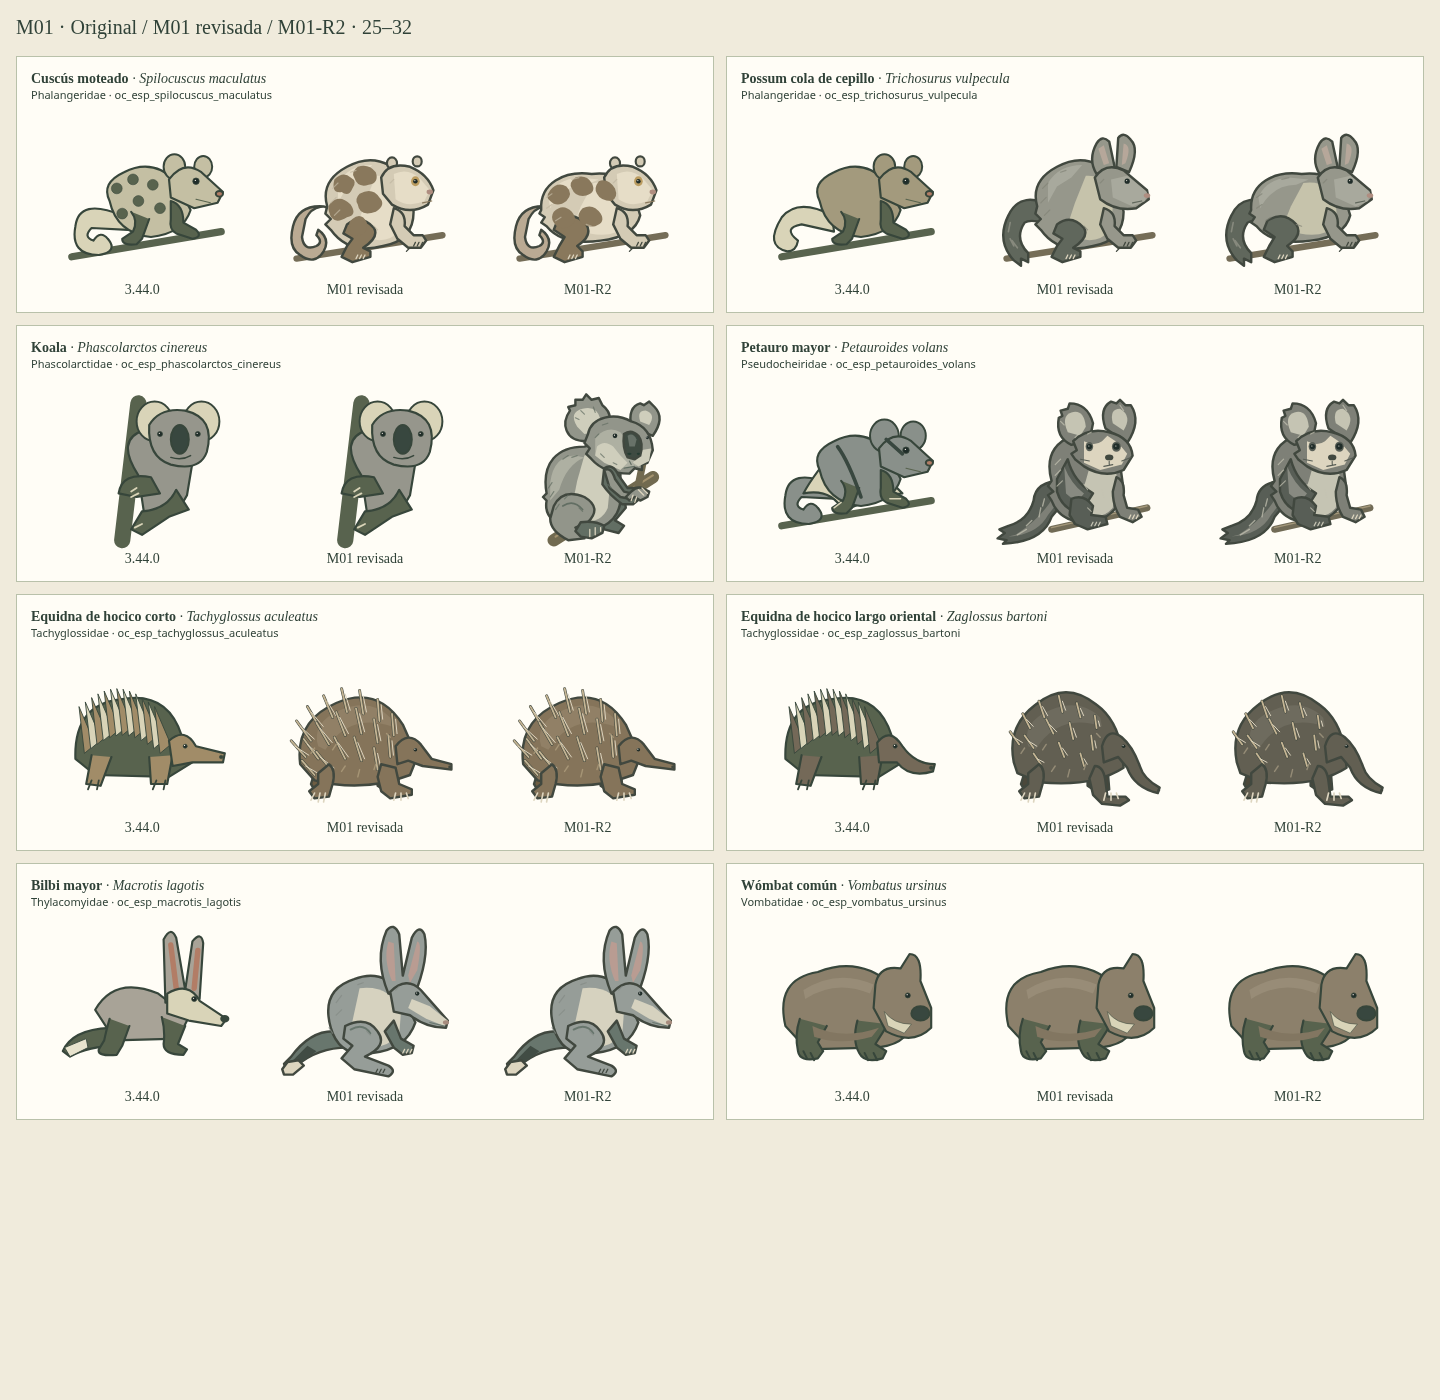 M01 · Original / M01 revisada / M01-R2 · 25–32
Cuscús moteado · Spilocuscus maculatus
Phalangeridae · oc_esp_spilocuscus_maculatus
3.44.0
M01 revisada
M01-R2
Possum cola de cepillo · Trichosurus vulpecula
Phalangeridae · oc_esp_trichosurus_vulpecula
3.44.0
M01 revisada
M01-R2
Koala · Phascolarctos cinereus
Phascolarctidae · oc_esp_phascolarctos_cinereus
3.44.0
M01 revisada
M01-R2
Petauro mayor · Petauroides volans
Pseudocheiridae · oc_esp_petauroides_volans
3.44.0
M01 revisada
M01-R2
Equidna de hocico corto · Tachyglossus aculeatus
Tachyglossidae · oc_esp_tachyglossus_aculeatus
3.44.0
M01 revisada
M01-R2
Equidna de hocico largo oriental · Zaglossus bartoni
Tachyglossidae · oc_esp_zaglossus_bartoni
3.44.0
M01 revisada
M01-R2
Bilbi mayor · Macrotis lagotis
Thylacomyidae · oc_esp_macrotis_lagotis
3.44.0
M01 revisada
M01-R2
Wómbat común · Vombatus ursinus
Vombatidae · oc_esp_vombatus_ursinus
3.44.0
M01 revisada
M01-R2